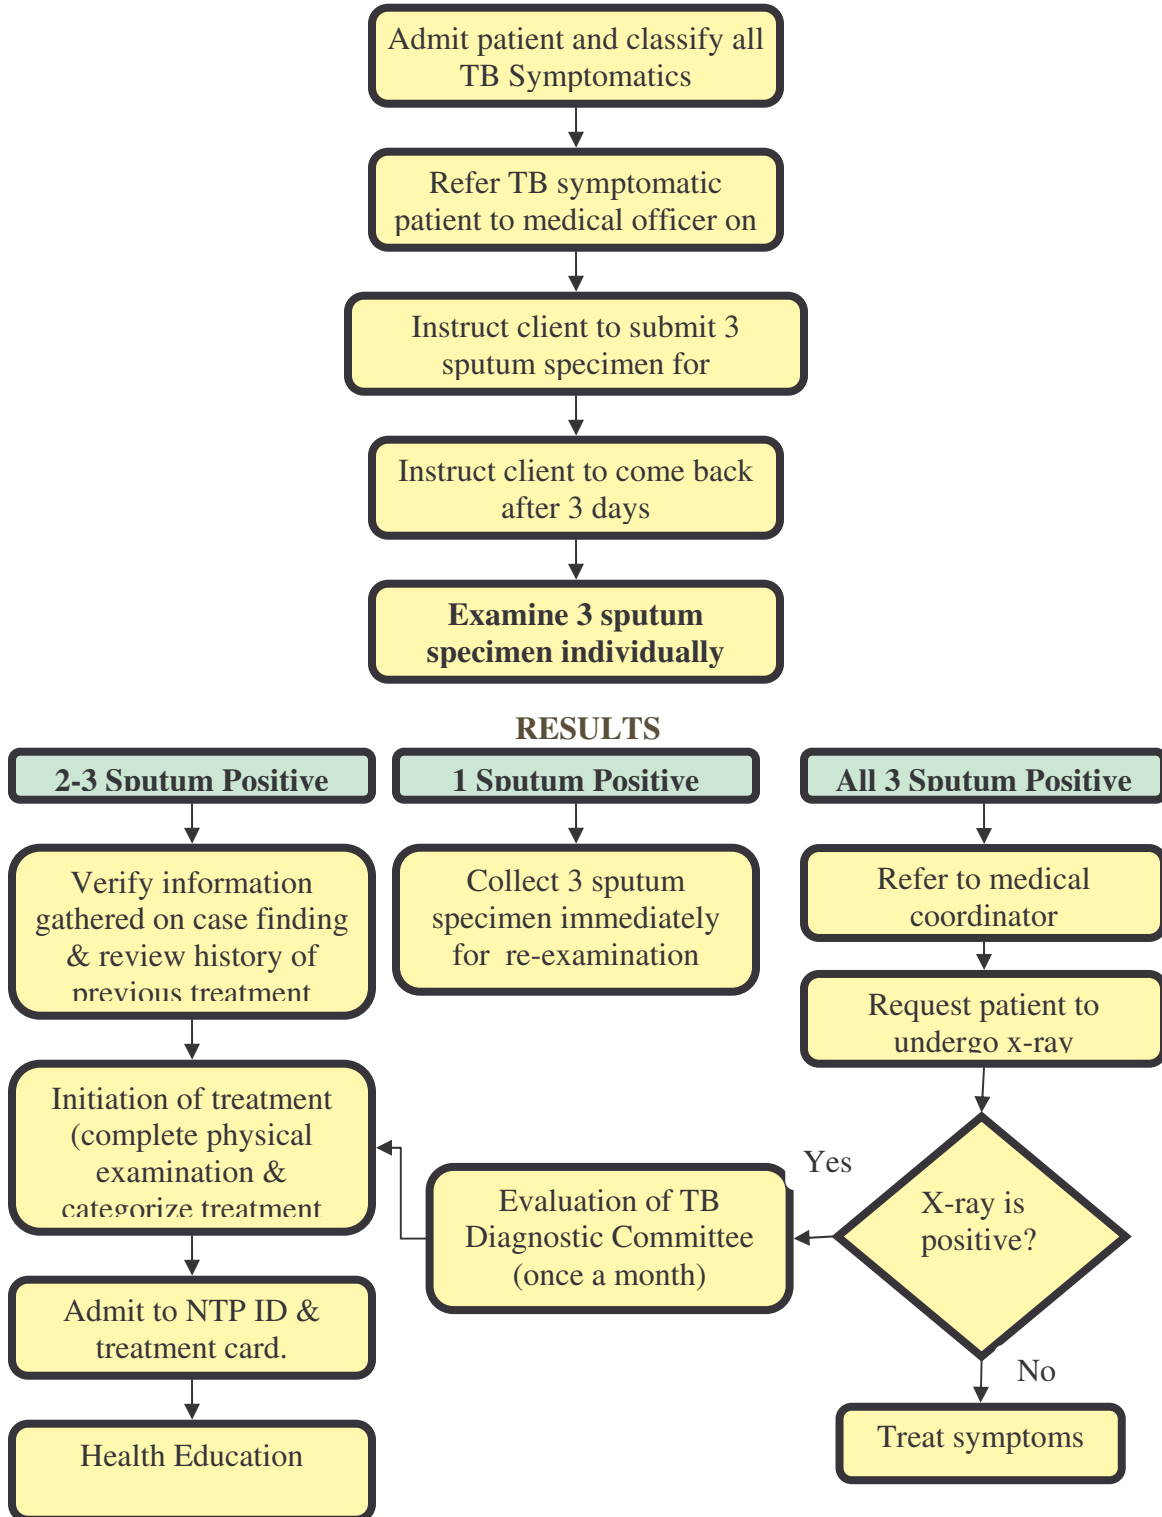 Admit patient and classify all
TB Symptomatics
Refer TB symptomatic
patient to medical officer on
Instruct client to submit 3
sputum specimen for
Instruct client to come back
after 3 days
Examine 3 sputum
specimen individually
RESULTS
2-3 Sputum Positive
1 Sputum Positive
All 3 Sputum Positive
Verify information
gathered on case finding
& review history of
previous treatment
Collect 3 sputum
specimen immediately
for re-examination
Refer to medical
coordinator
Request patient to
undergo x-ray
Initiation of treatment
(complete physical
examination &
categorize treatment
Yes
Evaluation of TB
Diagnostic Committee
(once a month)
X-ray is
positive?
Admit to NTP ID &
treatment card.
No
Treat symptoms
Health Education